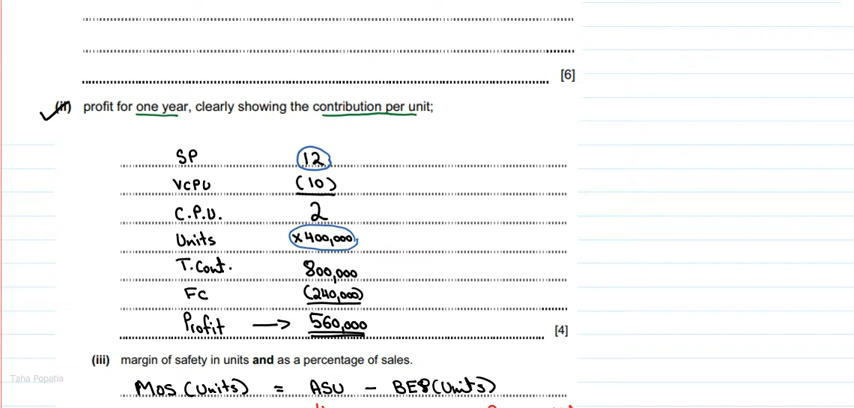 [6]
(ii) profit for one year, clearly showing the contribution per unit;
SP 12
VCPU (10)
C.P.U. 2
Units x400,000
T.Cont. 800,000
FC (240,000)
Profit → 560,000
[4]
(iii) margin of safety in units and as a percentage of sales.
Taha Popatia
MOS (Units) = ASU - BEP(Units)